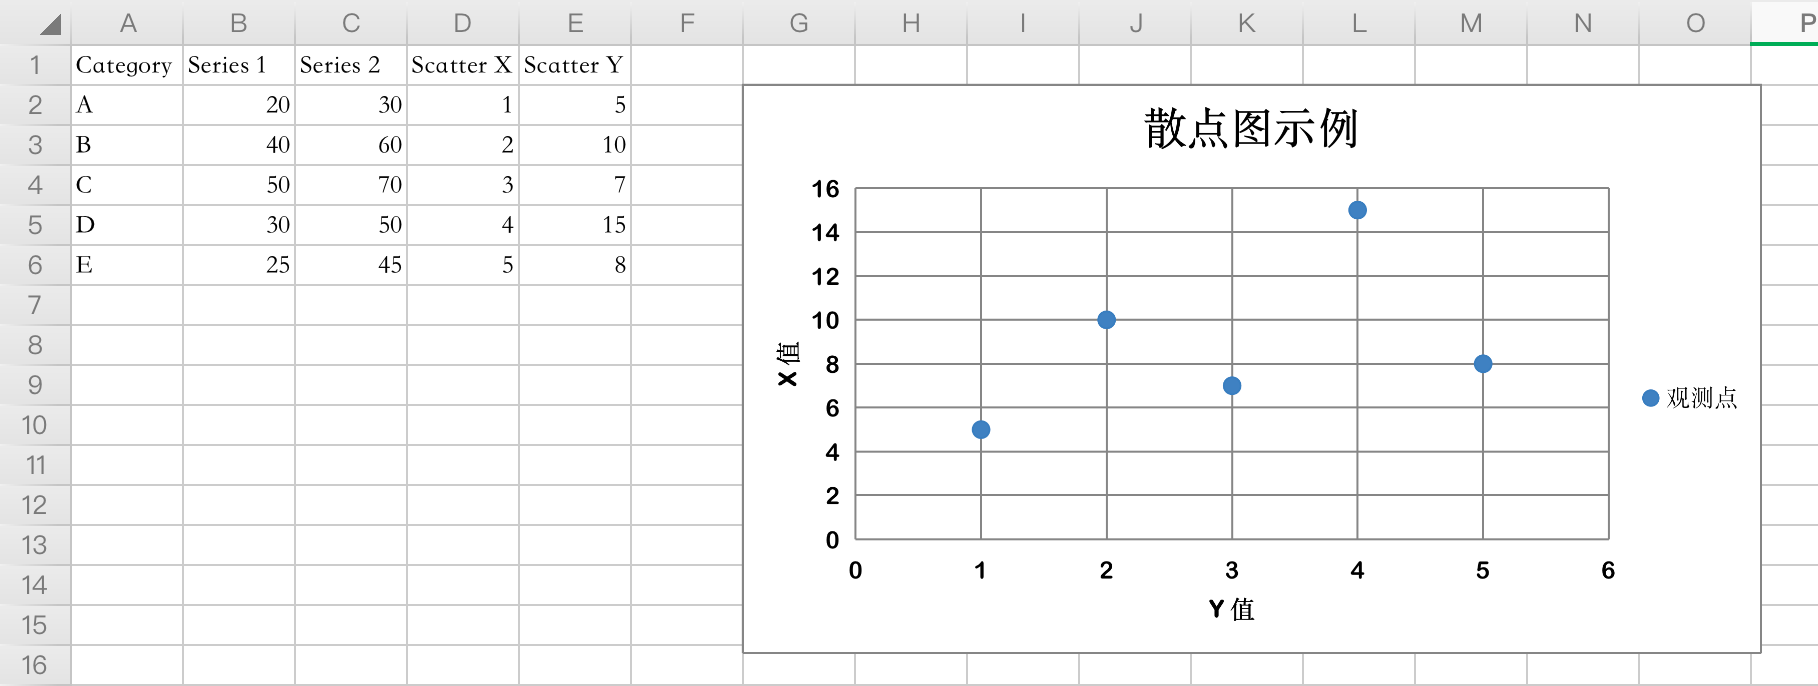 A B C D E F G H I J K L M N O P
1 Category Series 1 Series 2 Scatter X Scatter Y
2 A 20 30 1 5
3 B 40 60 2 10
4 C 50 70 3 7
5 D 30 50 4 15
6 E 25 45 5 8
7
8
9
10
11
12
13
14
15
16
散点图示例
16
14
12
10
8
6
4
2
0
X 值
0 1 2 3 4 5 6
Y 值
观测点